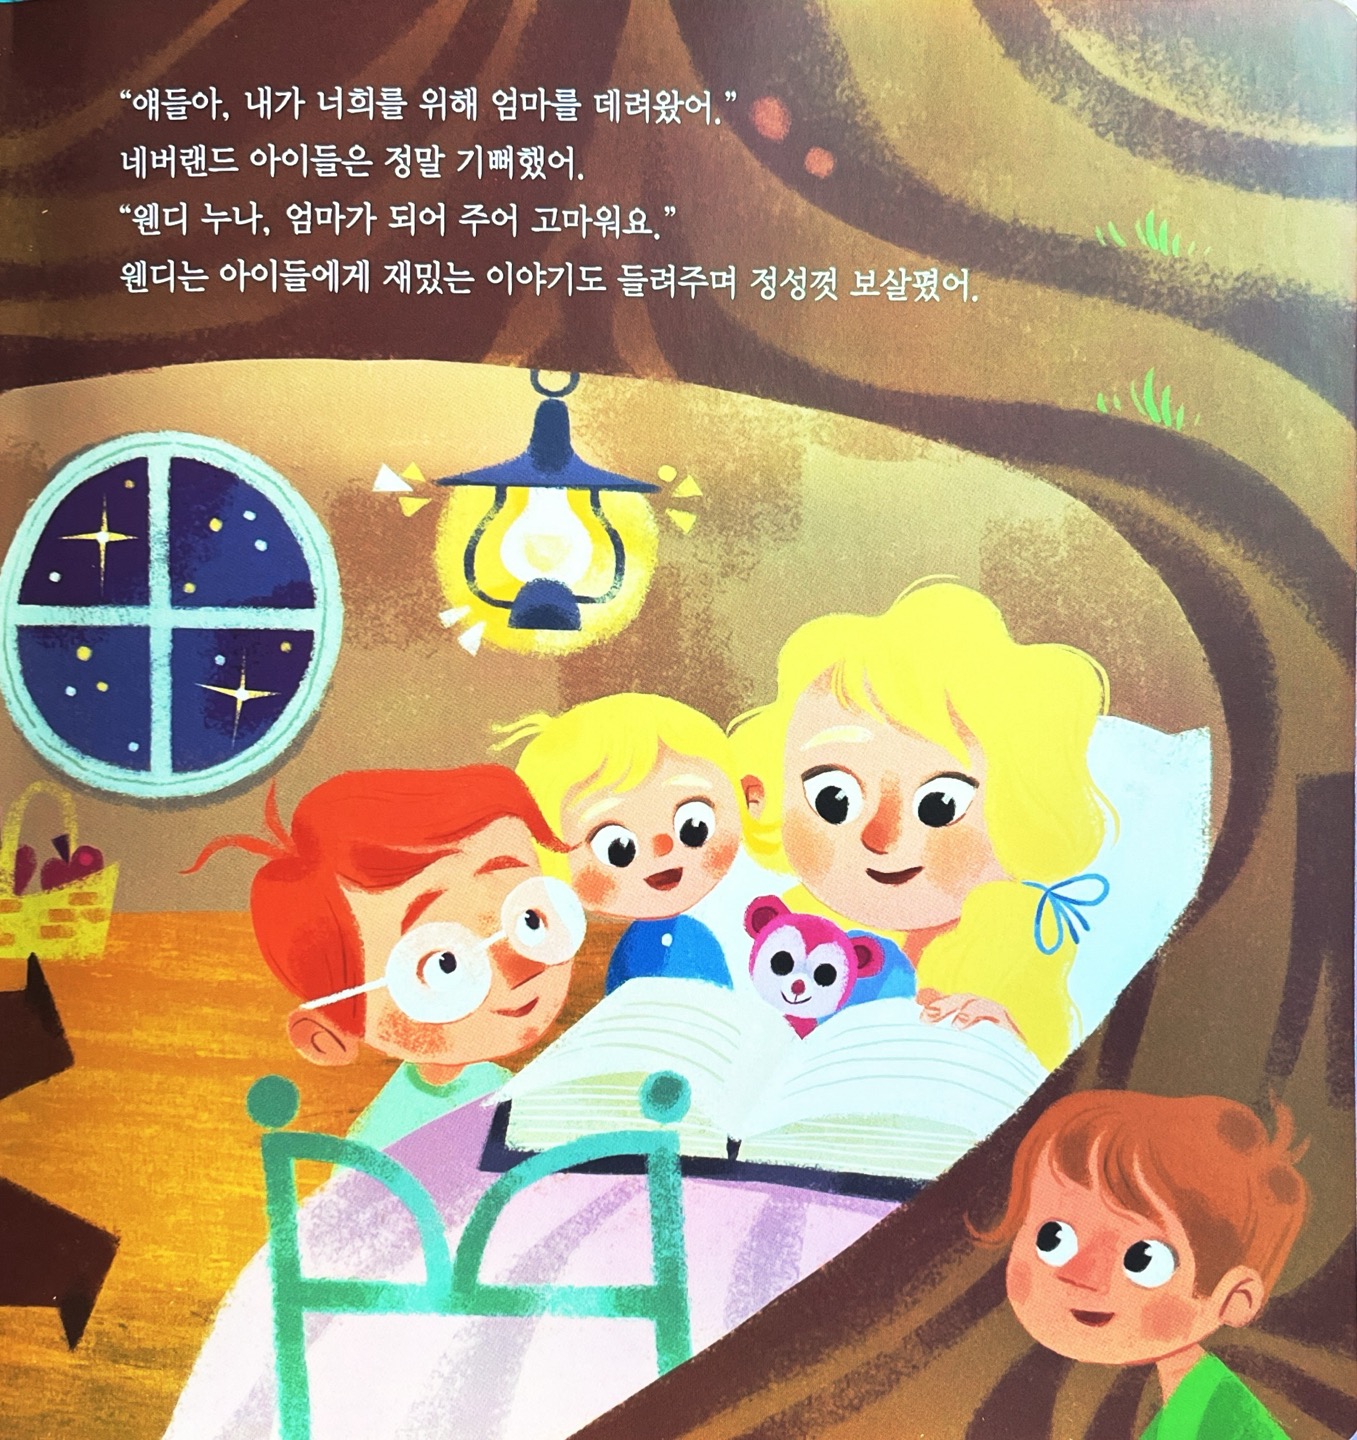 “얘들아, 내가 너희를 위해 엄마를 데려왔어.”
네버랜드 아이들은 정말 기뻐했어.
“웬디 누나, 엄마가 되어 주어 고마워요.”
웬디는 아이들에게 재밌는 이야기도 들려주며 정성껏 보살폈어.